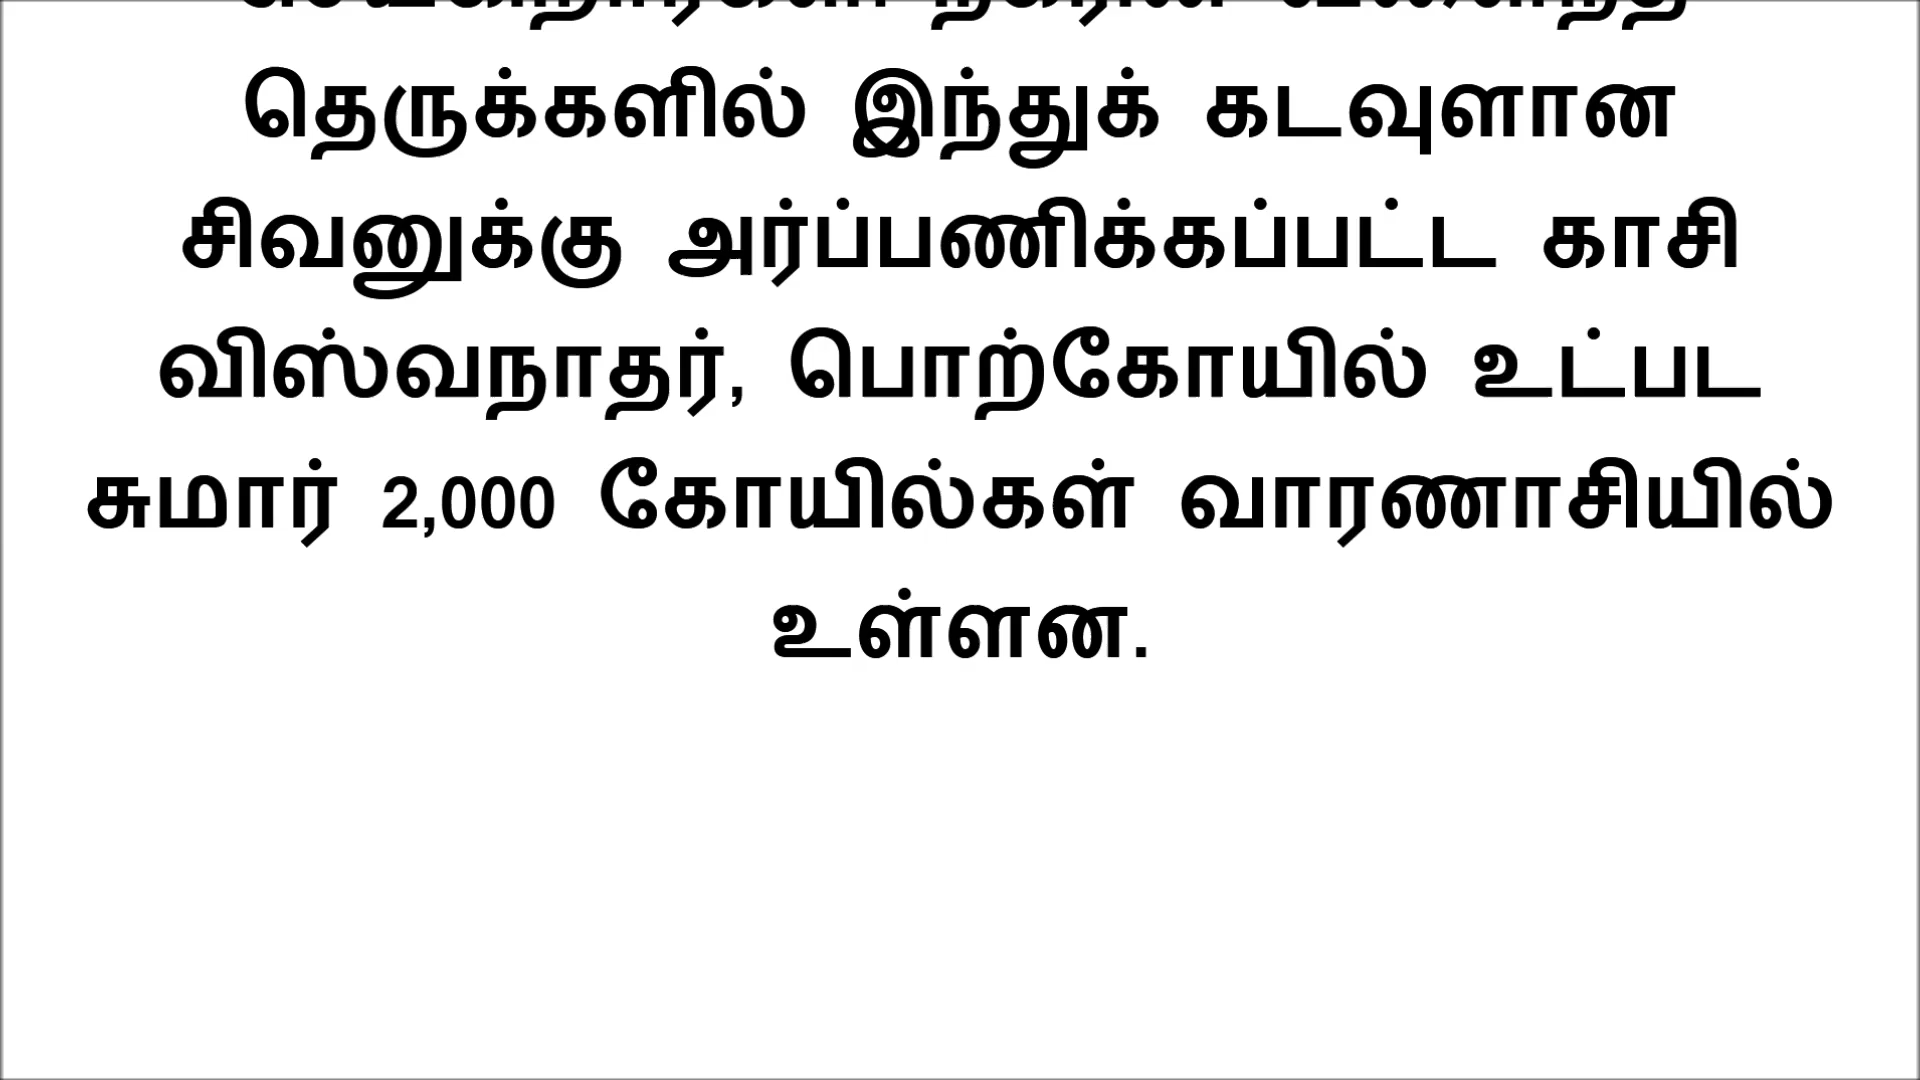 தெருக்களில் இந்துக் கடவுளான
சிவனுக்கு அர்ப்பணிக்கப்பட்ட காசி
விஸ்வநாதர், பொற்கோயில் உட்பட
சுமார் 2,000 கோயில்கள் வாரணாசியில்
உள்ளன.